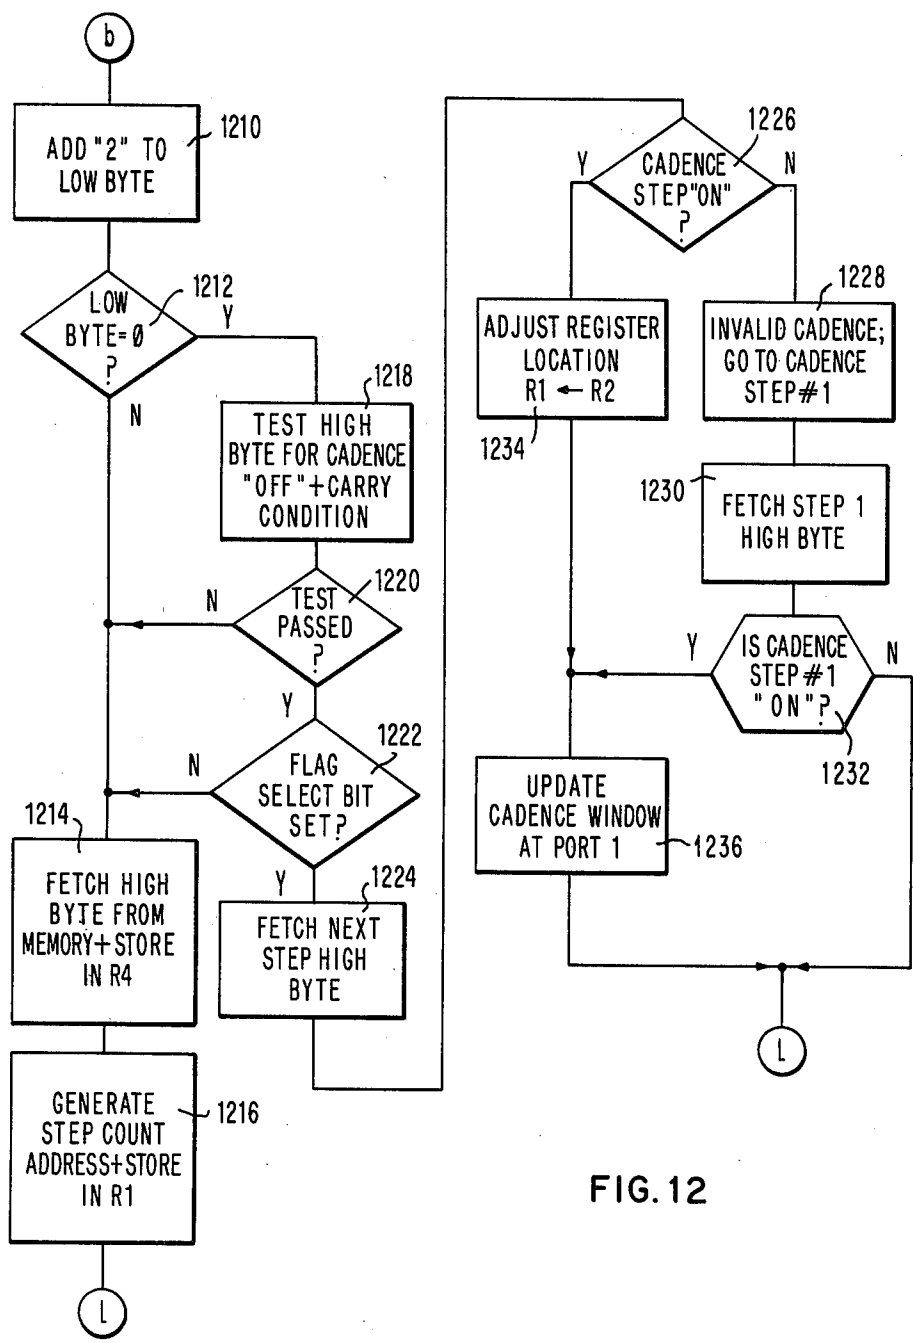 b
1210
ADD "2" TO
LOW BYTE
1212
LOW
BYTE=Ø
?
Y
N
1218
TEST HIGH
BYTE FOR CADENCE
"OFF"+CARRY
CONDITION
1220
TEST
PASSED
?
N
Y
1222
FLAG
SELECT BIT
SET?
N
Y
1214
FETCH HIGH
BYTE FROM
MEMORY+STORE
IN R4
1224
FETCH NEXT
STEP HIGH
BYTE
1216
GENERATE
STEP COUNT
ADDRESS+STORE
IN R1
L
1226
CADENCE
STEP"ON"
?
Y
N
ADJUST REGISTER
LOCATION
R1 ← R2
1234
1228
INVALID CADENCE;
GO TO CADENCE
STEP#1
1230
FETCH STEP 1
HIGH BYTE
IS CADENCE
STEP #1
"ON"?
Y
N
1232
UPDATE
CADENCE WINDOW
AT PORT 1
1236
L
FIG. 12